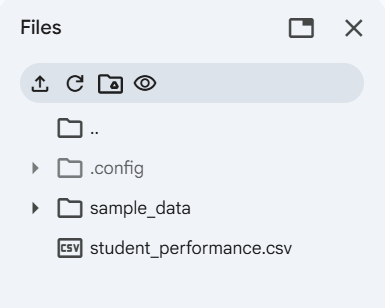 Files
..
.config
sample_data
CSV student_performance.csv